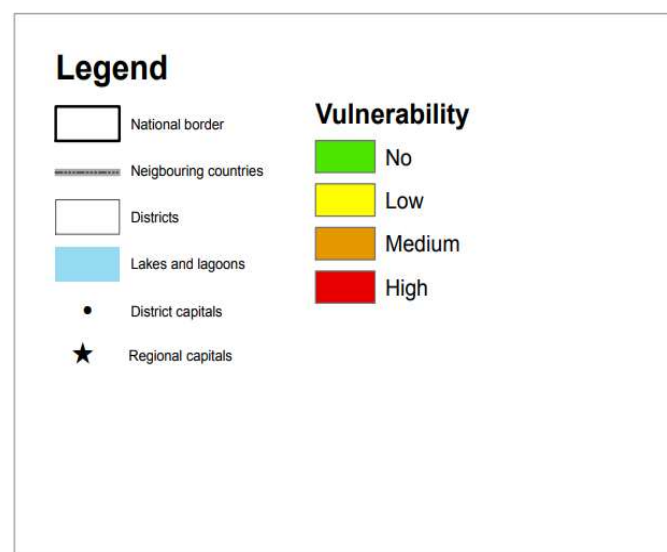 Legend
National border
Neigbouring countries
Districts
Lakes and lagoons
District capitals
Regional capitals
Vulnerability
No
Low
Medium
High